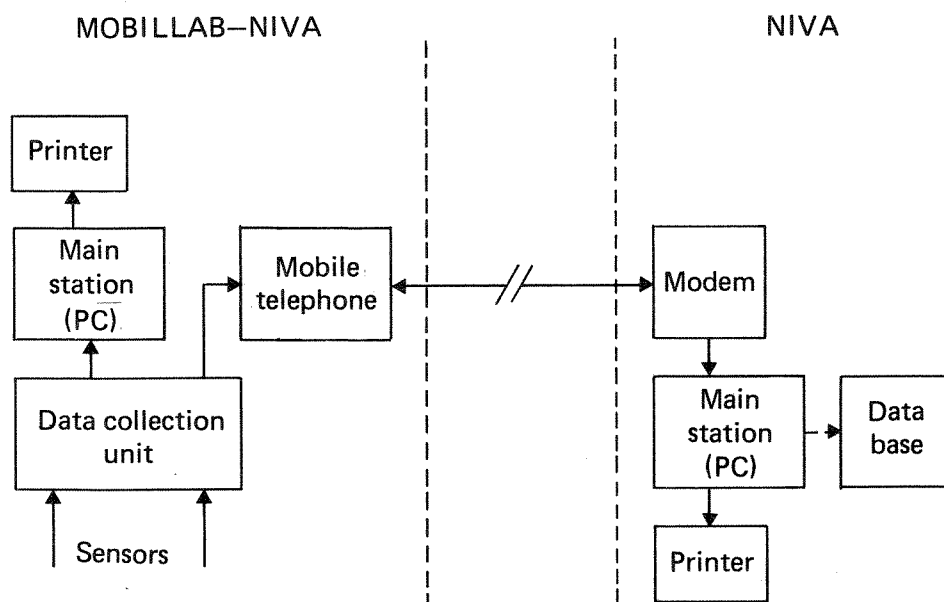 MOBILLAB–NIVA
NIVA
Printer
Main
station
(PC)
Mobile
telephone
Data collection
unit
Sensors
Modem
Main
station
(PC)
Data
base
Printer